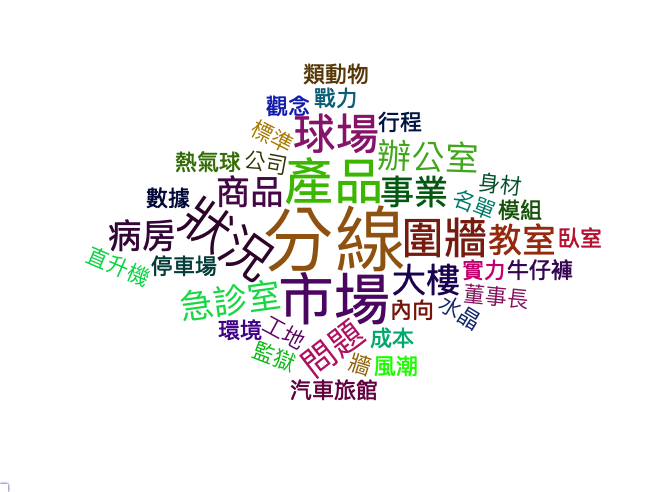 類動物
觀念
戰力
標準
球場
行程
熱氣球
公司
辦公室
數據
商品
產品
事業
身材
名單
模組
病房
狀況
分線
圍牆
教室
臥室
直升機
停車場
急診室
市場
大樓
實力
牛仔褲
董事長
內向
水晶
環境
工地
監獄
問題
成本
牆
風潮
汽車旅館